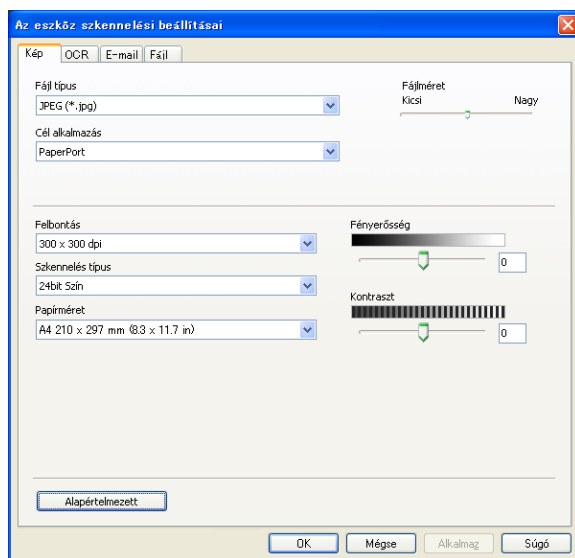 Az eszköz szkennelési beállításai
Kép OCR E-mail Fájl
Fájl típus
JPEG (*.jpg)
Cél alkalmazás
PaperPort
Fájlméret
Kicsi Nagy
Felbontás
300 x 300 dpi
Szkennelés típus
24bit Szín
Papírméret
A4 210 x 297 mm (8.3 x 11.7 in)
Fényerősség
0
Kontraszt
0
Alapértelmezett
OK Mégse Alkalmaz Súgó